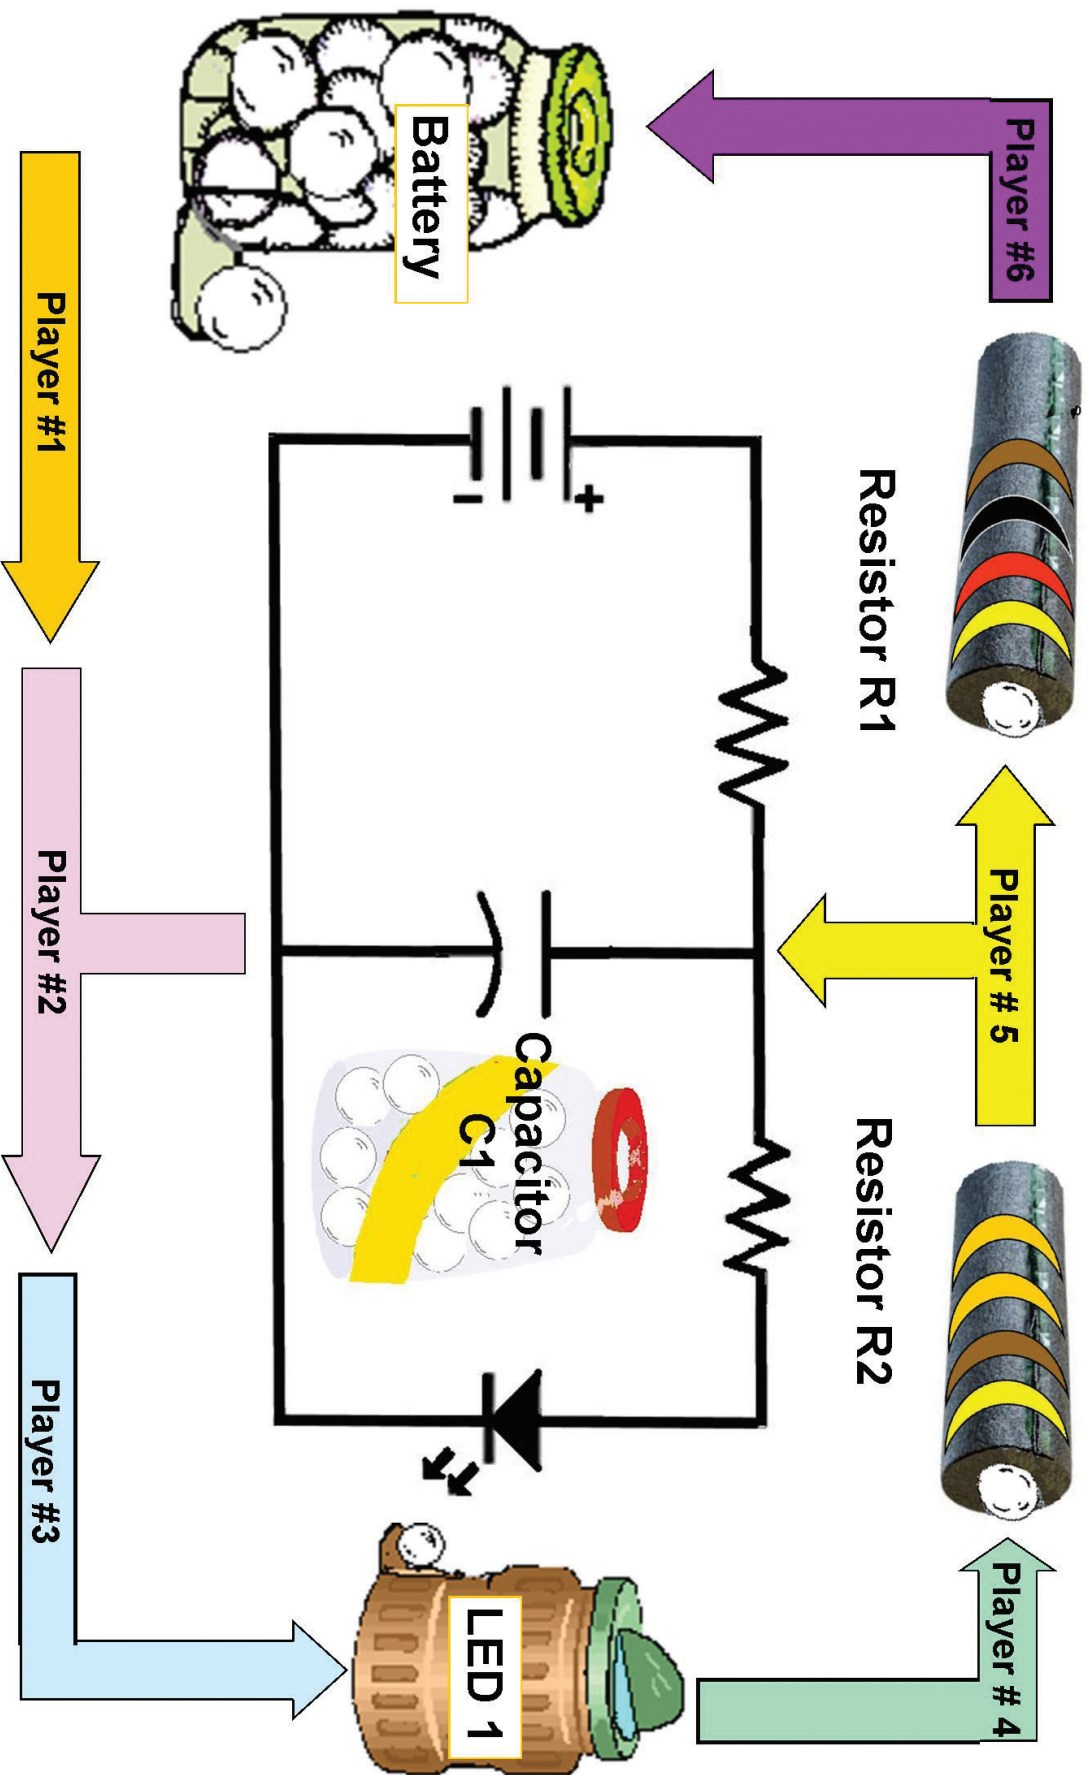 Player #6
Player # 5
Player # 4
Resistor R1
Resistor R2
+
-
Battery
Capacitor
C1
LED 1
Player #1
Player #2
Player #3